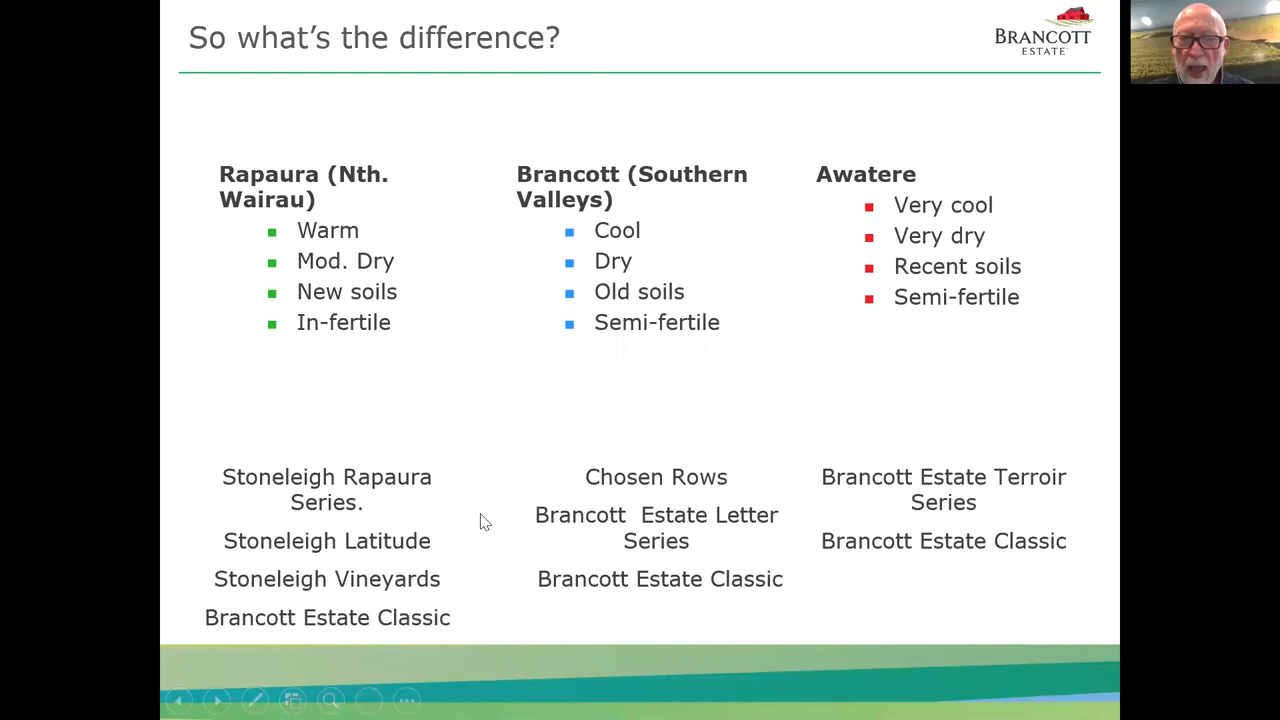 So what's the difference?
BRANCOTT
ESTATE
Rapaura (Nth.
Wairau)
Warm
Mod. Dry
New soils
In-fertile
Brancott (Southern
Valleys)
Cool
Dry
Old soils
Semi-fertile
Awatere
Very cool
Very dry
Recent soils
Semi-fertile
Stoneleigh Rapaura
Series.
Stoneleigh Latitude
Stoneleigh Vineyards
Brancott Estate Classic
Chosen Rows
Brancott  Estate Letter
Series
Brancott Estate Classic
Brancott Estate Terroir
Series
Brancott Estate Classic